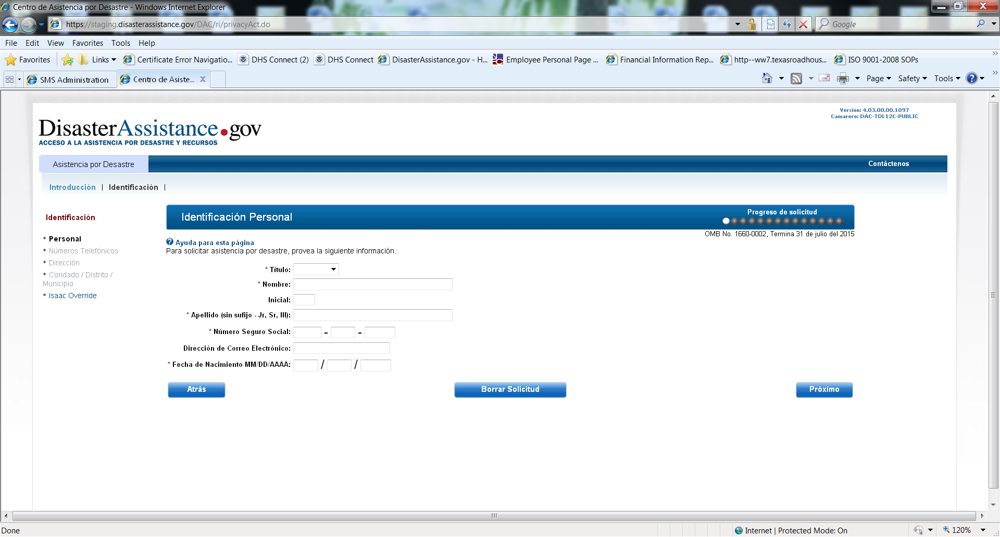 Centro de Asistencia por Desastre - Windows Internet Explorer
https://staging.disasterassistance.gov/DAC/ri/privacyAct.do
Google
File Edit View Favorites Tools Help
Favorites Links Certificate Error Navigatio... DHS Connect (2) DHS Connect DisasterAssistance.gov - H... Employee Personal Page ... Financial Information Rep... http--ww7.texasroadhous... ISO 9001-2008 SOPs
SMS Administration Centro de Asiste... Page Safety Tools
Version: 4.03.00.00.1097
Camarero: DAC-TDL12C-PUBLIC
DisasterAssistance.gov
ACCESO A LA ASISTENCIA POR DESASTRE Y RECURSOS
Asistencia por Desastre
Contáctenos
Introducción | Identificación |
Identificación
• Personal
• Números Telefónicos
• Dirección
• Condado / Distrito /
Municipio
• Isaac Override
Identificación Personal
Progreso de solicitud
OMB No. 1660-0002, Termina 31 de julio del 2015
Ayuda para esta página
Para solicitar asistencia por desastre, provea la siguiente información.
* Título:
* Nombre:
Inicial:
* Apellido (sin sufijo - Jr, Sr, III):
* Número Seguro Social: - -
Dirección de Correo Electrónico:
* Fecha de Nacimiento MM/DD/AAAA: / /
Atrás
Borrar Solicitud
Próximo
Done
Internet | Protected Mode: On
120%